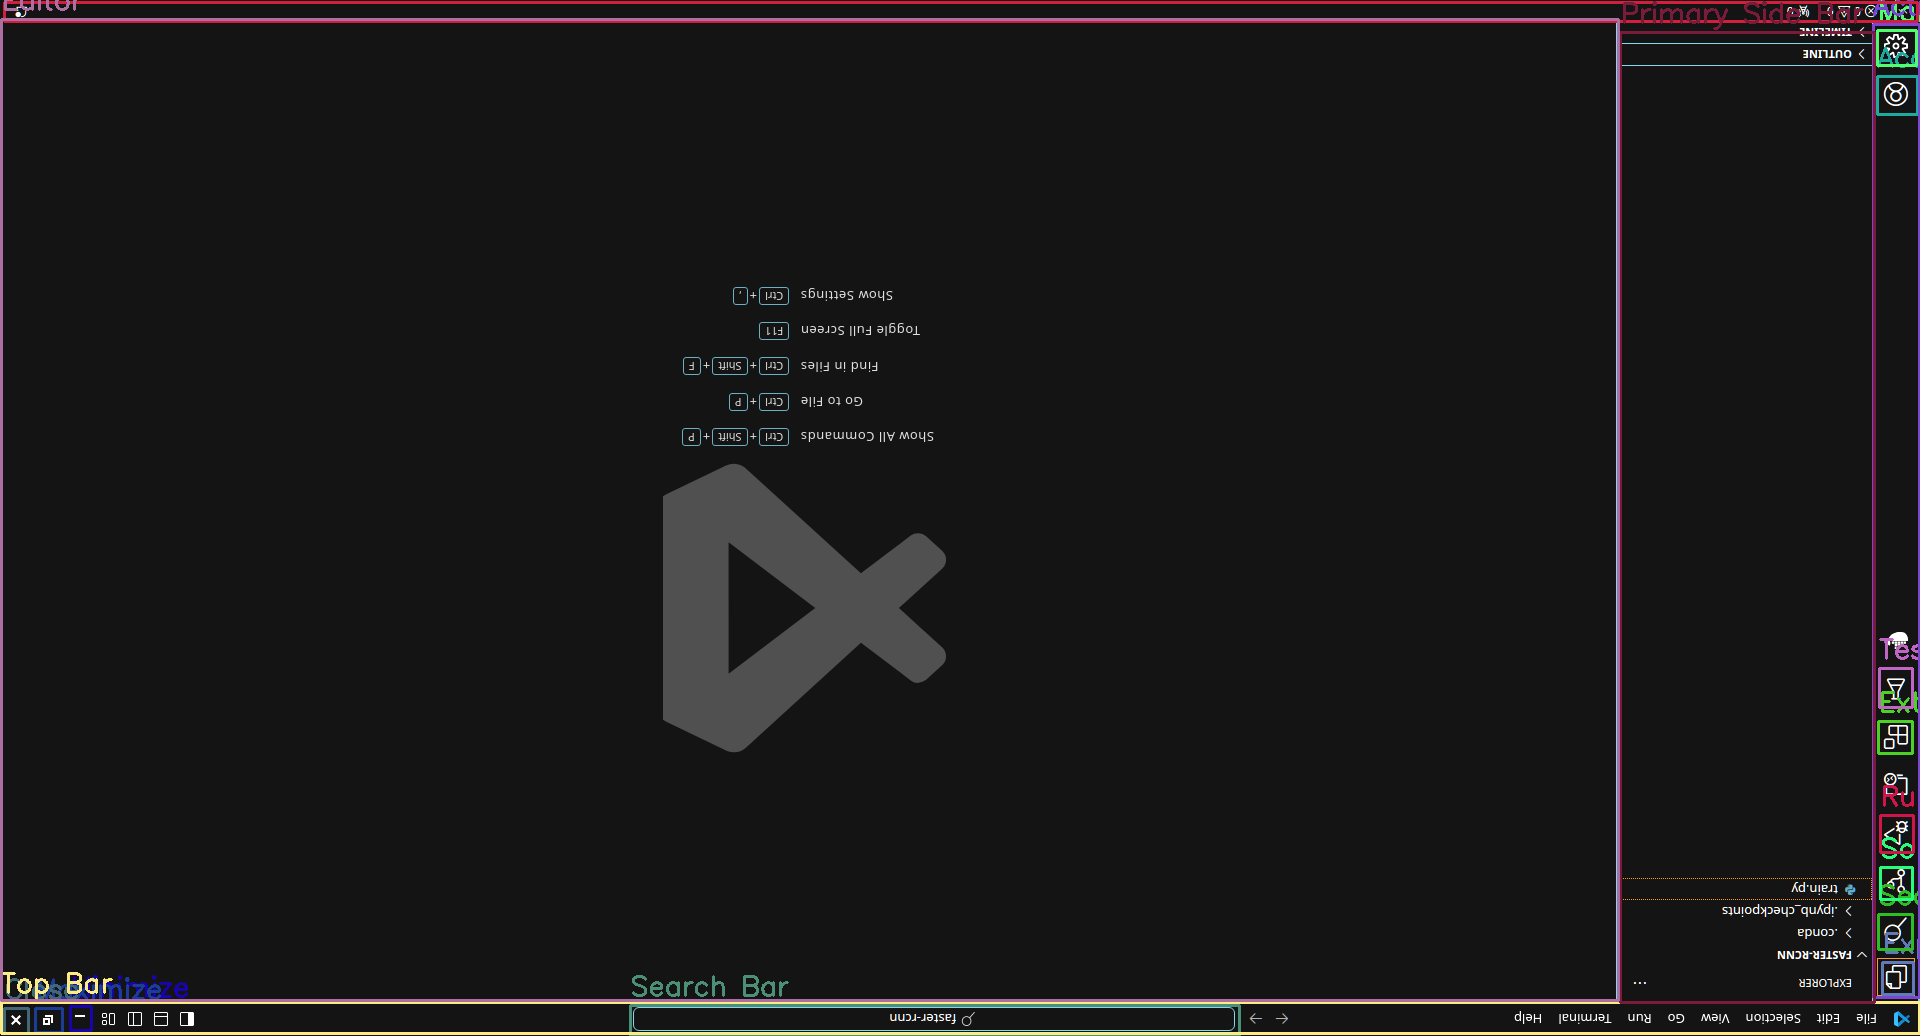 File Edit Selection View Go Run Terminal Help
faster-rcnn
EXPLORER
FASTER-RCNN
.conda
.ipynb_checkpoints
train.py
OUTLINE
TIMELINE
Show All Commands Ctrl + Shift + P
Go to File Ctrl + P
Find in Files Ctrl + Shift + F
Toggle Full Screen F11
Show Settings Ctrl + ,
Editor
Primary Side Bar
Search Bar
Top Bar